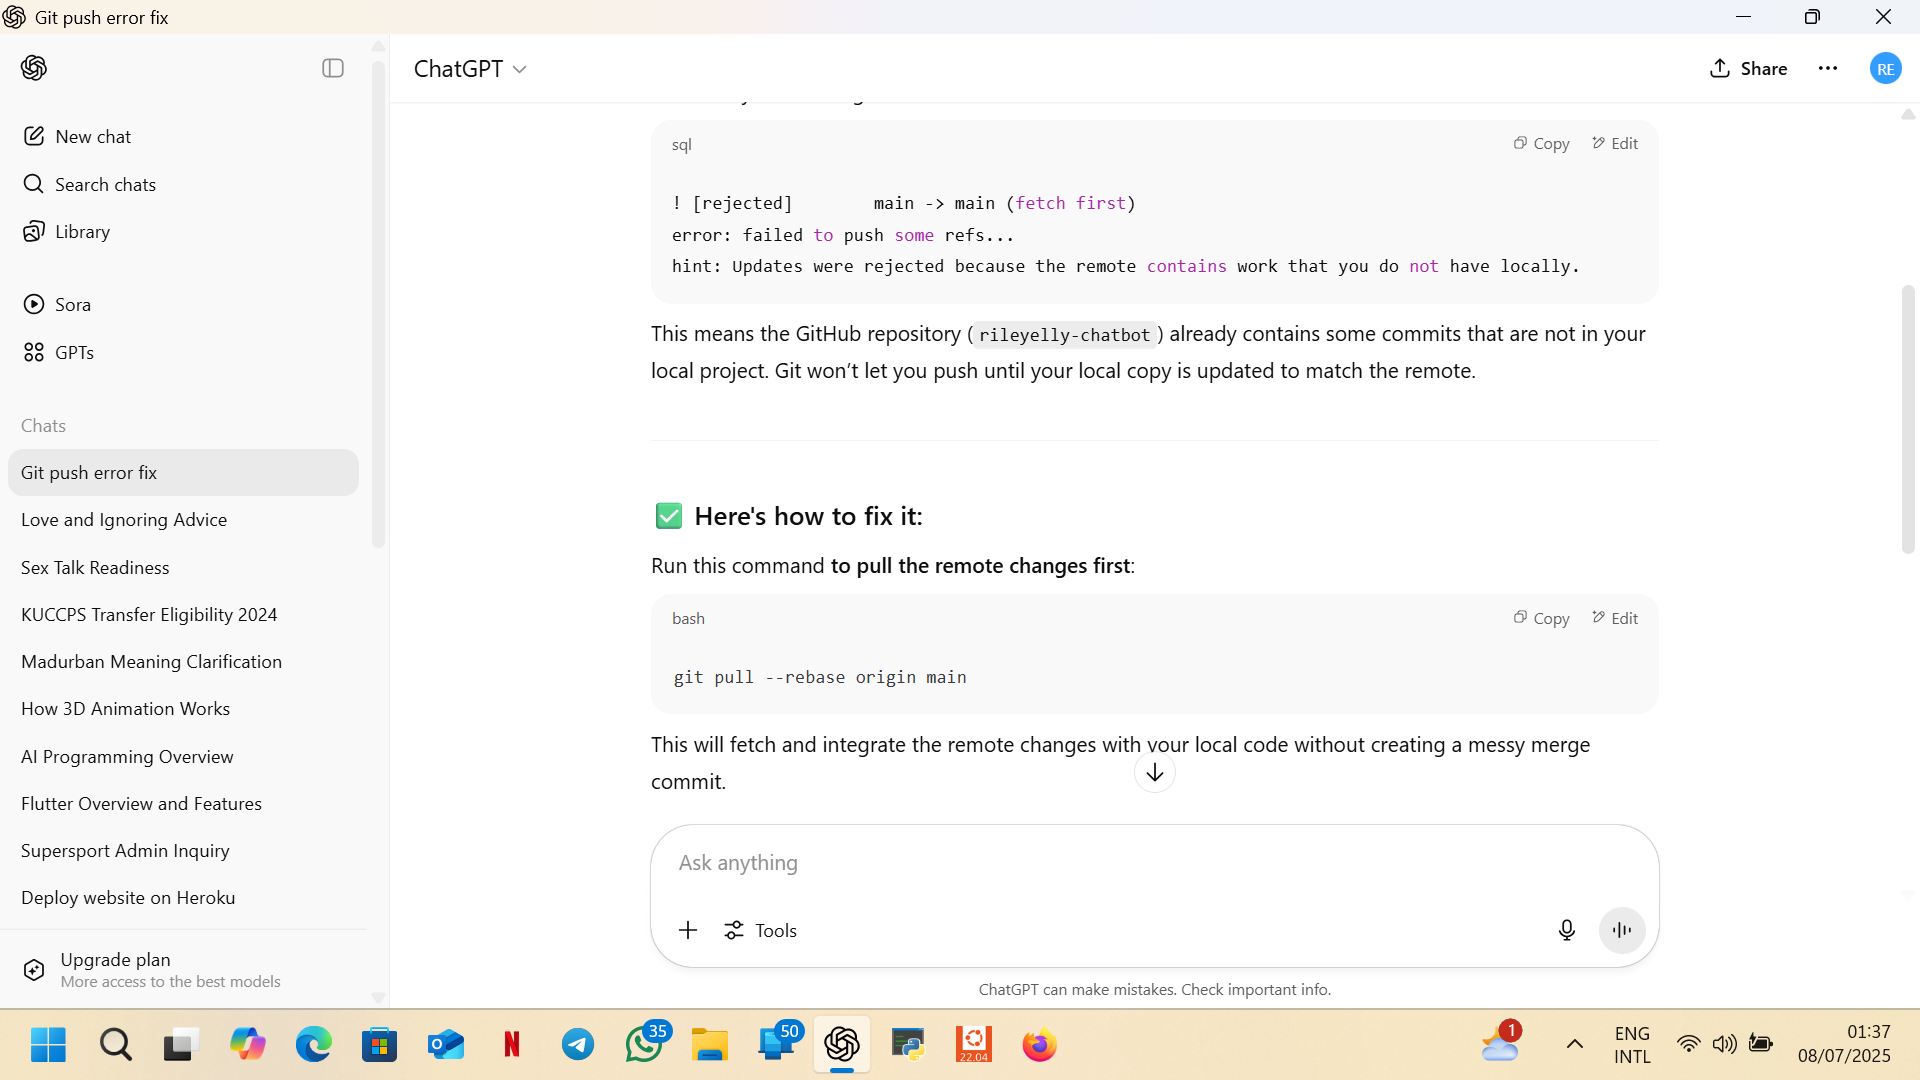 Git push error fix
ChatGPT
Share
RE
New chat
Search chats
Library
Sora
GPTs
Chats
Git push error fix
Love and Ignoring Advice
Sex Talk Readiness
KUCCPS Transfer Eligibility 2024
Madurban Meaning Clarification
How 3D Animation Works
AI Programming Overview
Flutter Overview and Features
Supersport Admin Inquiry
Deploy website on Heroku
Upgrade plan
More access to the best models
sql
Copy
Edit
! [rejected]        main -> main (fetch first)
error: failed to push some refs...
hint: Updates were rejected because the remote contains work that you do not have locally.
This means the GitHub repository (rileyelly-chatbot) already contains some commits that are not in your
local project. Git won’t let you push until your local copy is updated to match the remote.
✅ Here's how to fix it:
Run this command to pull the remote changes first:
bash
Copy
Edit
git pull --rebase origin main
This will fetch and integrate the remote changes with your local code without creating a messy merge
commit.
Ask anything
Tools
ChatGPT can make mistakes. Check important info.
N
35
50
22.04
1
ENG
INTL
01:37
08/07/2025